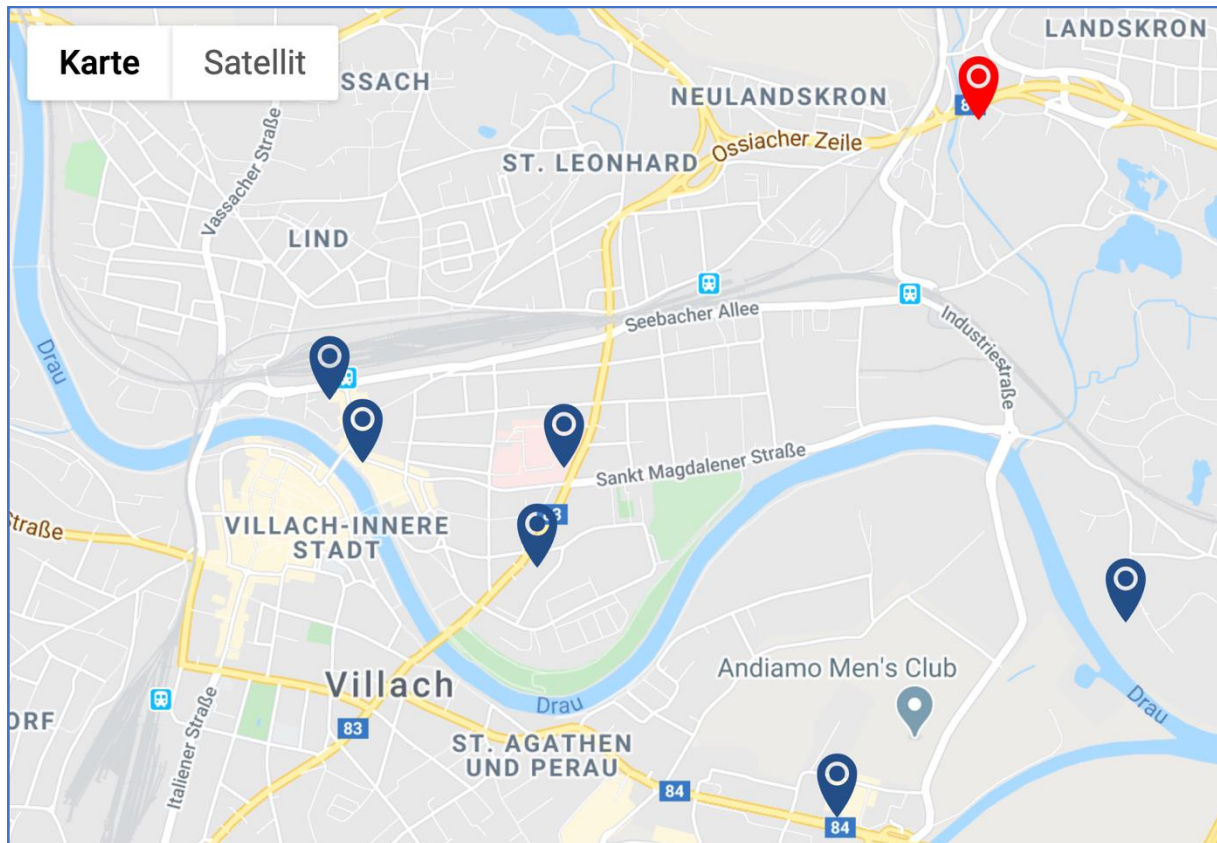 LANDSKRON
Karte
Satellit
SSACH
NEULANDSKRON
Ossiacher Zeile
ST. LEONHARD
Vassacher Straße
LIND
Seebacher Allee
Industriestraße
Drau
Sankt Magdalener Straße
VILLACH-INNERE
STADT
Straße
Andiamo Men's Club
Villach
Drau
Drau
ORF
83
Italiener Straße
ST. AGATHEN
UND PERAU
84
84